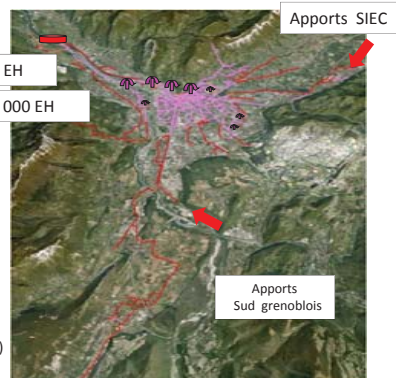 Apports SIEC
EH
000 EH
Apports
Sud grenoblois
)